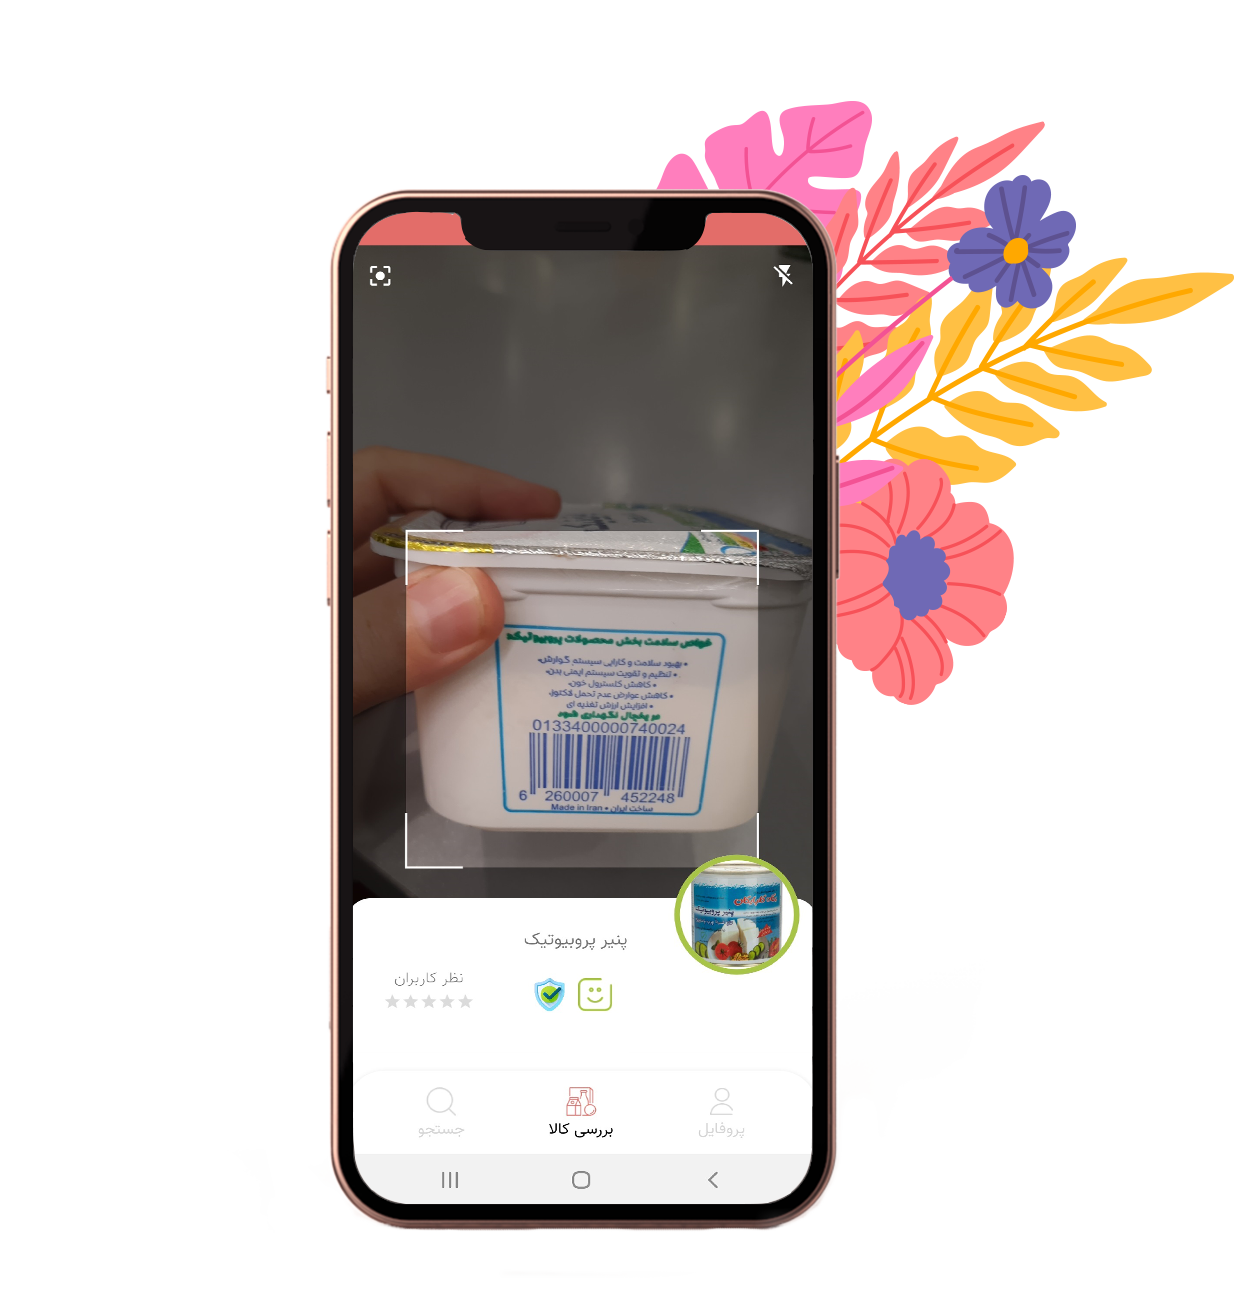 خواص سلامت بخش محصولات پروبیوتیک:
• بهبود سلامت و کارایی سیستم گوارش.
• تنظیم و تقویت سیستم ایمنی بدن.
• کاهش کلسترول خون.
• کاهش عوارض عدم تحمل لاکتوز.
• افزایش ارزش تغذیه ای
در یخچال نگهداری شود
0133400000740024
6 260007 452248
Made in Iran • ساخت ایران
پنیر پروبیوتیک
پنیر پروبیوتیک
نظر کاربران
پروفایل
بررسی کالا
جستجو